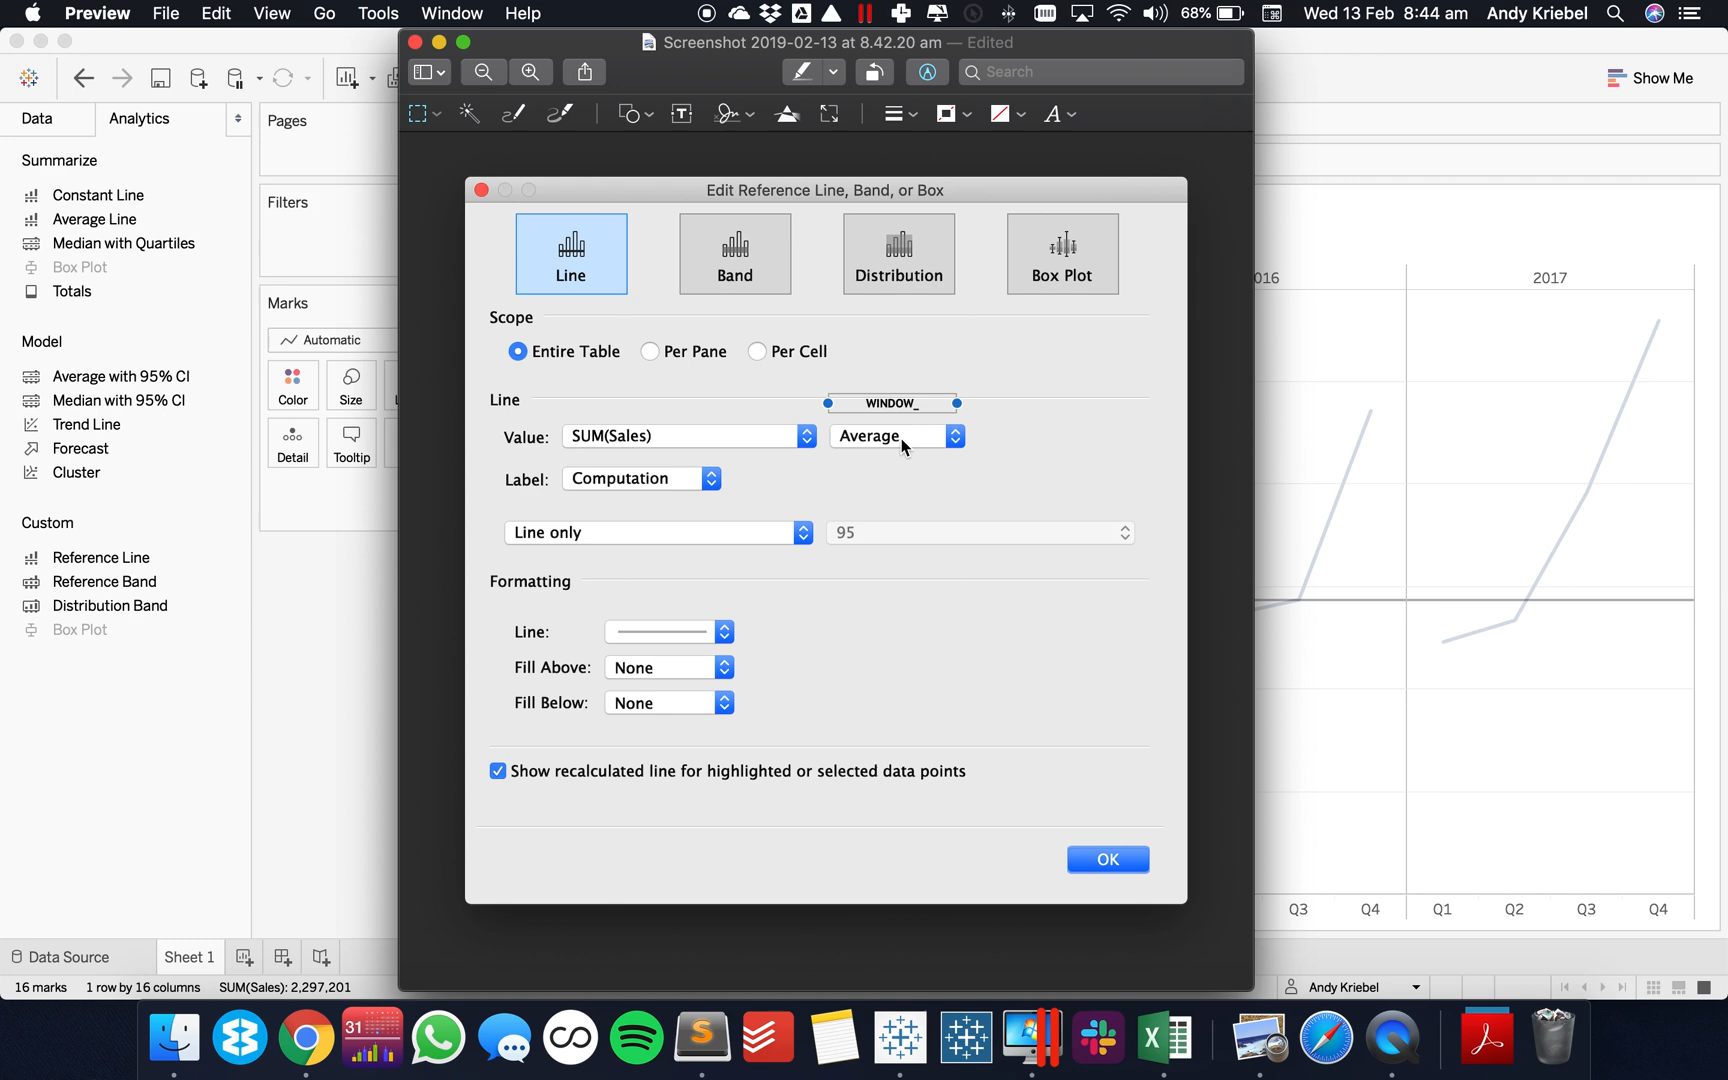 Preview File Edit View Go Tools Window Help 68% Wed 13 Feb 8:44 am Andy Kriebel
Screenshot 2019-02-13 at 8.42.20 am — Edited
Search
Show Me
Data Analytics
Pages
Summarize
Constant Line
Average Line
Median with Quartiles
Box Plot
Totals
Model
Average with 95% CI
Median with 95% CI
Trend Line
Forecast
Cluster
Custom
Reference Line
Reference Band
Distribution Band
Box Plot
Filters
Marks
Automatic
Color Size
Detail Tooltip
Edit Reference Line, Band, or Box
Line Band Distribution Box Plot
Scope
Entire Table Per Pane Per Cell
Line WINDOW_
Value: SUM(Sales) Average
Label: Computation
Line only 95
Formatting
Line:
Fill Above: None
Fill Below: None
Show recalculated line for highlighted or selected data points
OK
016 2017
Q3 Q4 Q1 Q2 Q3 Q4
Data Source Sheet 1
16 marks 1 row by 16 columns SUM(Sales): 2,297,201 Andy Kriebel
31